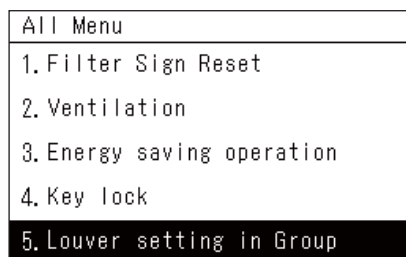 All Menu
1. Filter Sign Reset
2. Ventilation
3. Energy saving operation
4. Key lock
5. Louver setting in Group